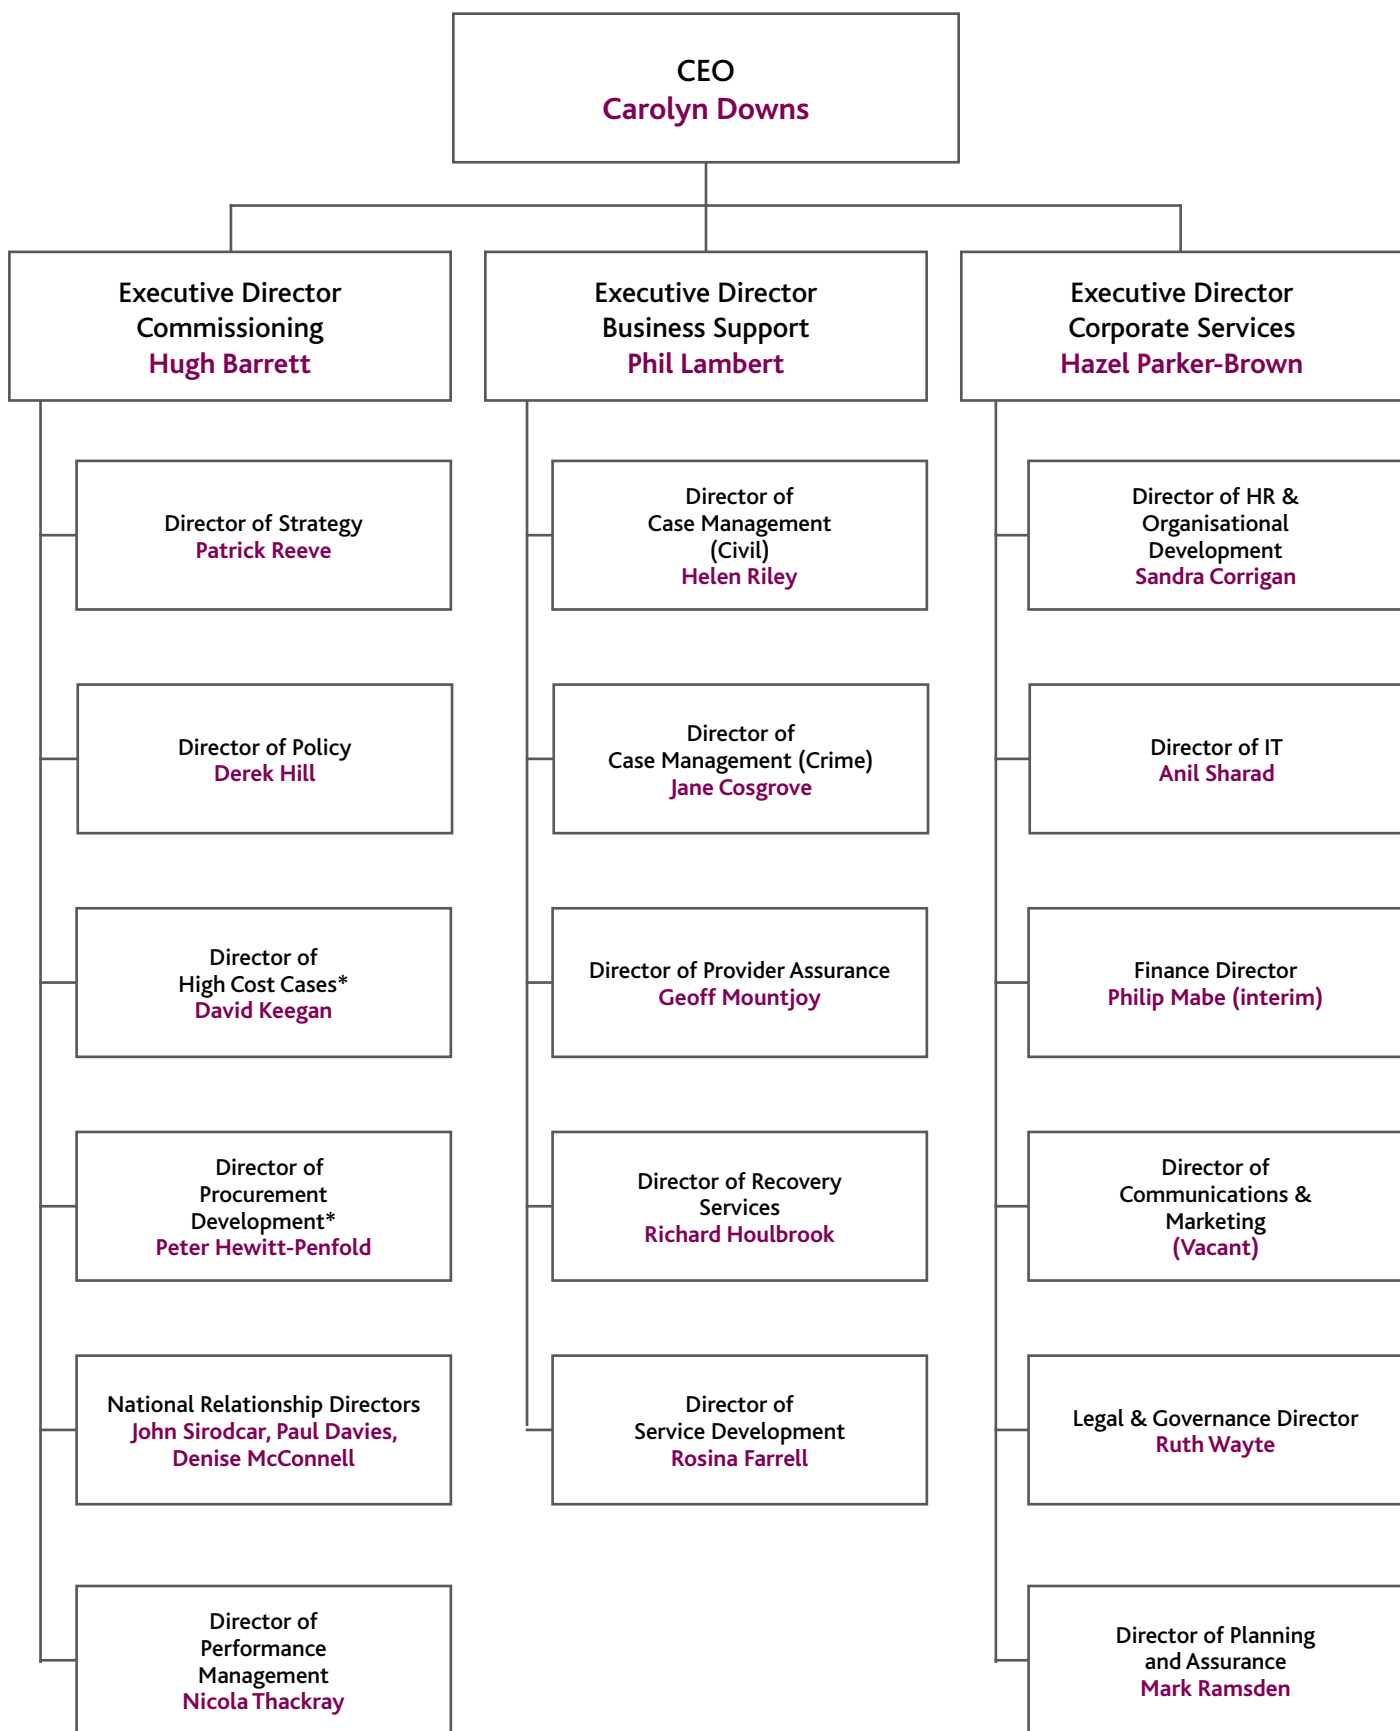 CEO
Carolyn Downs
Executive Director
Commissioning
Hugh Barrett
Executive Director
Business Support
Phil Lambert
Executive Director
Corporate Services
Hazel Parker-Brown
Director of Strategy
Patrick Reeve
Director of
Case Management
(Civil)
Helen Riley
Director of HR &
Organisational
Development
Sandra Corrigan
Director of Policy
Derek Hill
Director of
Case Management (Crime)
Jane Cosgrove
Director of IT
Anil Sharad
Director of
High Cost Cases*
David Keegan
Director of Provider Assurance
Geoff Mountjoy
Finance Director
Philip Mabe (interim)
Director of
Procurement
Development*
Peter Hewitt-Penfold
Director of Recovery
Services
Richard Houlbrook
Director of
Communications &
Marketing
(Vacant)
National Relationship Directors
John Sirodcar, Paul Davies,
Denise McConnell
Director of
Service Development
Rosina Farrell
Legal & Governance Director
Ruth Wayte
Director of
Performance
Management
Nicola Thackray
Director of Planning
and Assurance
Mark Ramsden